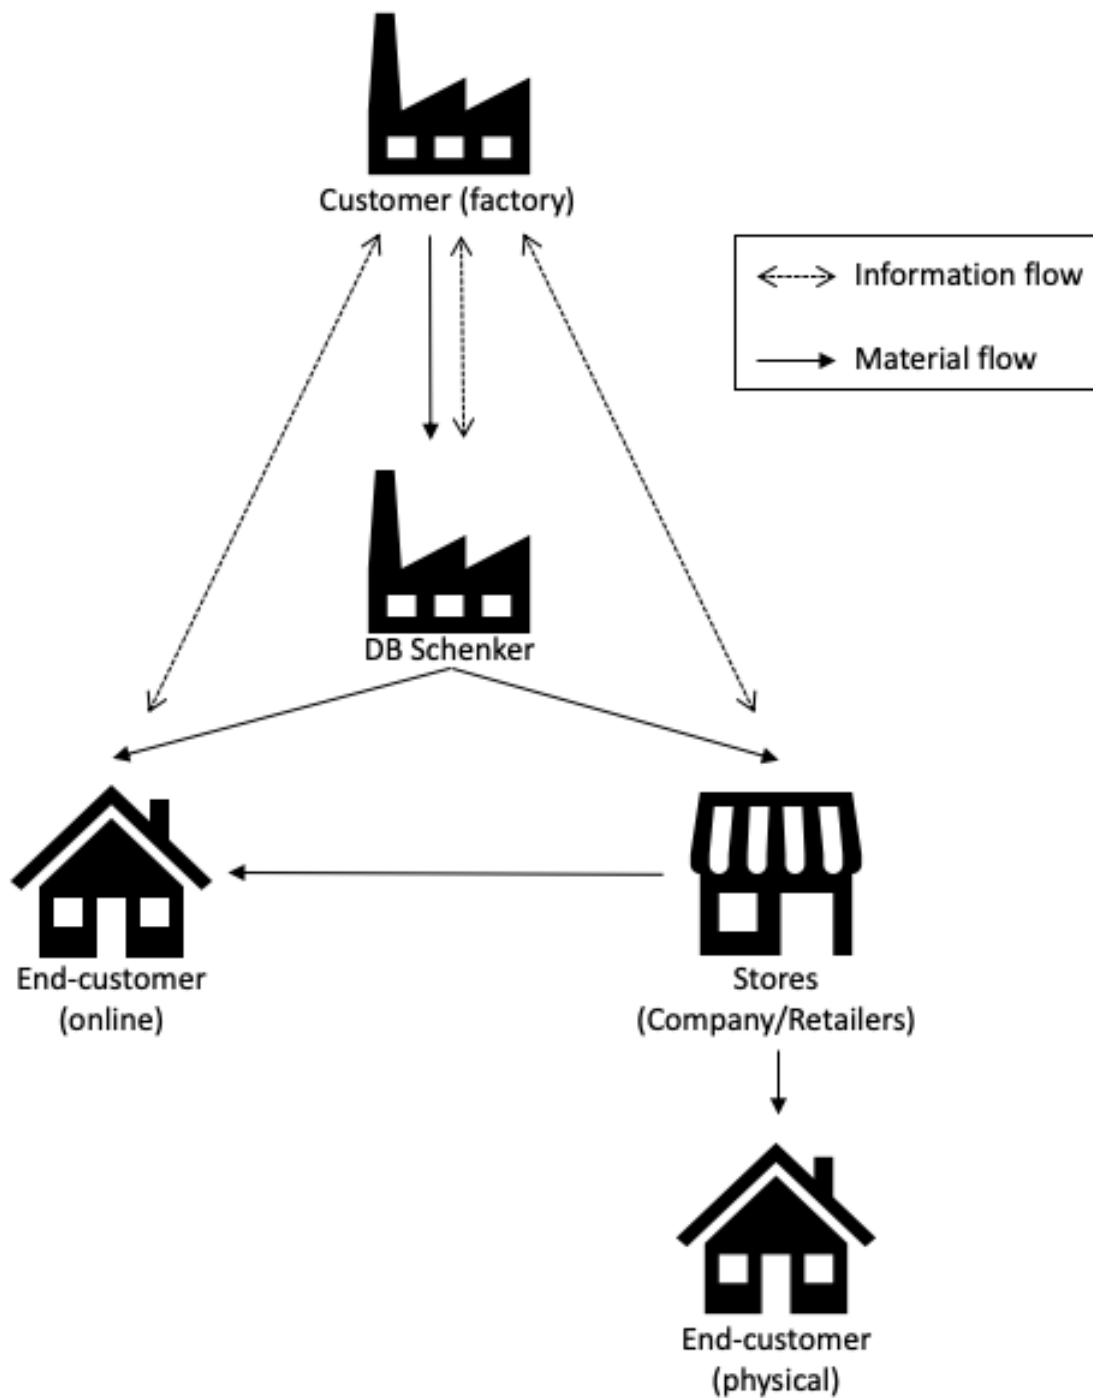 Customer (factory)
Information flow
Material flow
DB Schenker
End-customer
(online)
Stores
(Company/Retailers)
End-customer
(physical)